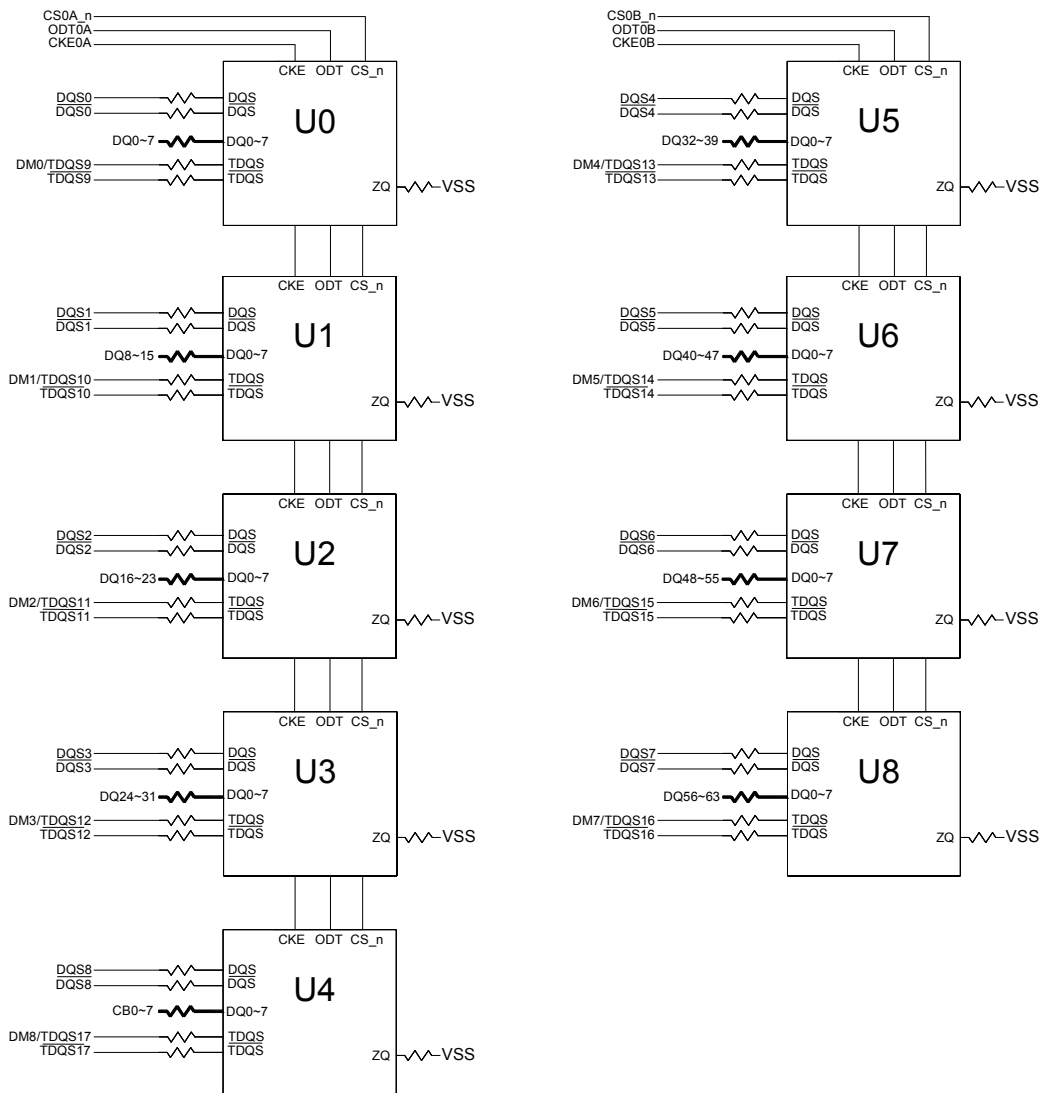 CS0A_n
ODT0A
CKE0A
CKE ODT CS_n
DQS0 DQS
DQS0 DQS
U0
DQ0~7 DQ0~7
DM0/TDQS9 TDQS
TDQS9 TDQS
ZQ VSS
CKE ODT CS_n
DQS1 DQS
DQS1 DQS
U1
DQ8~15 DQ0~7
DM1/TDQS10 TDQS
TDQS10 TDQS
ZQ VSS
CKE ODT CS_n
DQS2 DQS
DQS2 DQS
U2
DQ16~23 DQ0~7
DM2/TDQS11 TDQS
TDQS11 TDQS
ZQ VSS
CKE ODT CS_n
DQS3 DQS
DQS3 DQS
U3
DQ24~31 DQ0~7
DM3/TDQS12 TDQS
TDQS12 TDQS
ZQ VSS
CKE ODT CS_n
DQS8 DQS
DQS8 DQS
U4
CB0~7 DQ0~7
DM8/TDQS17 TDQS
TDQS17 TDQS
ZQ VSS
CS0B_n
ODT0B
CKE0B
CKE ODT CS_n
DQS4 DQS
DQS4 DQS
U5
DQ32~39 DQ0~7
DM4/TDQS13 TDQS
TDQS13 TDQS
ZQ VSS
CKE ODT CS_n
DQS5 DQS
DQS5 DQS
U6
DQ40~47 DQ0~7
DM5/TDQS14 TDQS
TDQS14 TDQS
ZQ VSS
CKE ODT CS_n
DQS6 DQS
DQS6 DQS
U7
DQ48~55 DQ0~7
DM6/TDQS15 TDQS
TDQS15 TDQS
ZQ VSS
CKE ODT CS_n
DQS7 DQS
DQS7 DQS
U8
DQ56~63 DQ0~7
DM7/TDQS16 TDQS
TDQS16 TDQS
ZQ VSS